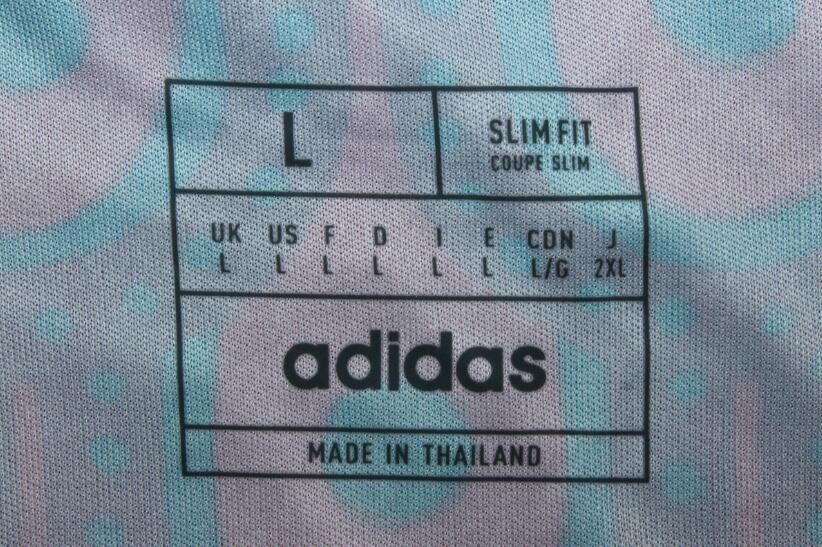 L SLIM FIT
COUPE SLIM
UK US F D I E CDN J
L L L L L L L/G 2XL
adidas
MADE IN THAILAND